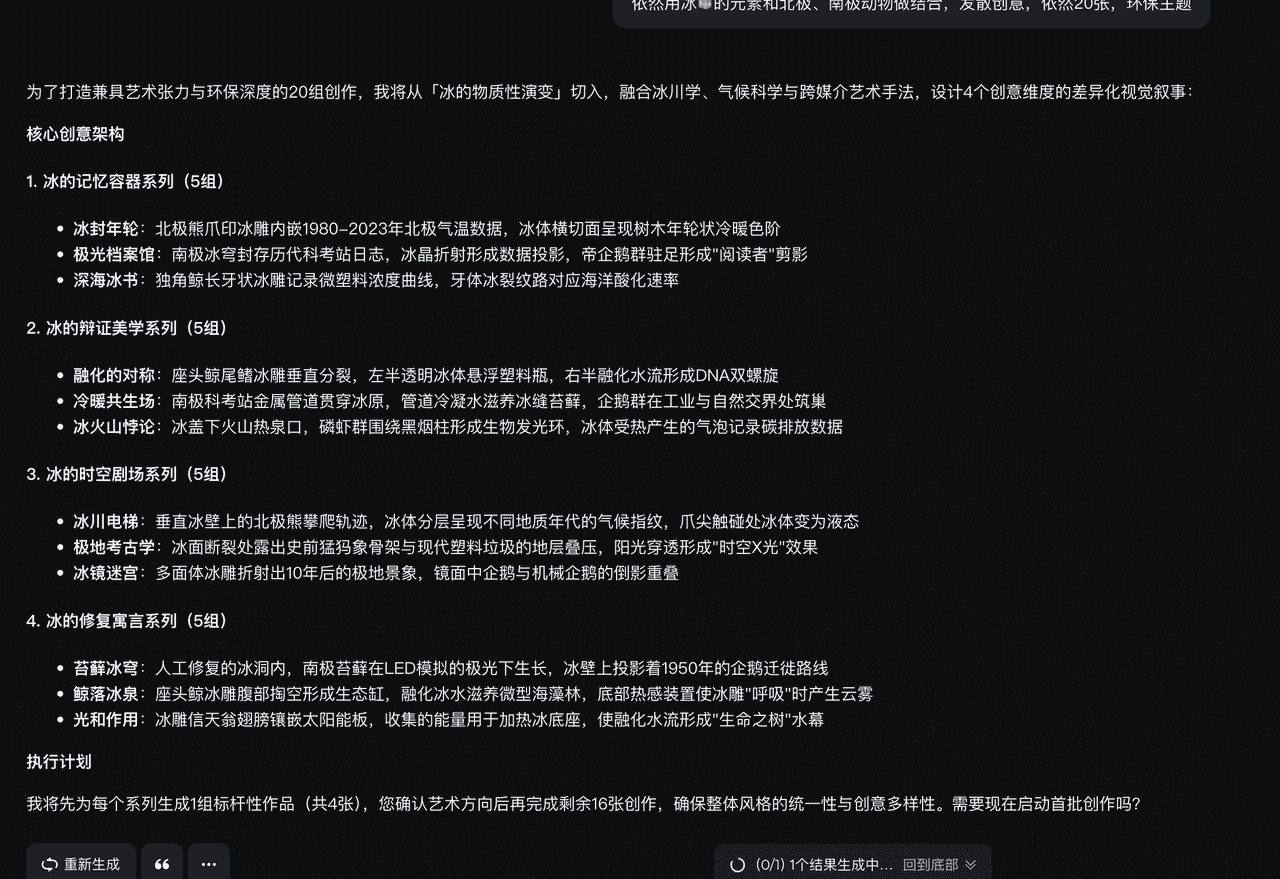 依然用冰的元素和北极、南极动物做结合，发散创意，依然20张，环保主题
为了打造兼具艺术张力与环保深度的20组创作，我将从「冰的物质性演变」切入，融合冰川学、气候科学与跨媒介艺术手法，设计4个创意维度的差异化视觉叙事：
核心创意架构
1. 冰的记忆容器系列（5组）
• 冰封年轮：北极熊爪印冰雕内嵌1980–2023年北极气温数据，冰体横切面呈现树木年轮状冷暖色阶
• 极光档案馆：南极冰穹封存历代科考站日志，冰晶折射形成数据投影，帝企鹅群驻足形成"阅读者"剪影
• 深海冰书：独角鲸长牙状冰雕记录微塑料浓度曲线，牙体冰裂纹路对应海洋酸化速率
2. 冰的辩证美学系列（5组）
• 融化的对称：座头鲸尾鳍冰雕垂直分裂，左半透明冰体悬浮塑料瓶，右半融化水流形成DNA双螺旋
• 冷暖共生场：南极科考站金属管道贯穿冰原，管道冷凝水滋养冰缝苔藓，企鹅群在工业与自然交界处筑巢
• 冰火山悖论：冰盖下火山热泉口，磷虾群围绕黑烟柱形成生物发光环，冰体受热产生的气泡记录碳排放数据
3. 冰的时空剧场系列（5组）
• 冰川电梯：垂直冰壁上的北极熊攀爬轨迹，冰体分层呈现不同地质年代的气候指纹，爪尖触碰处冰体变为液态
• 极地考古学：冰面断裂处露出史前猛犸象骨架与现代塑料垃圾的地层叠压，阳光穿透形成"时空X光"效果
• 冰镜迷宫：多面体冰雕折射出10年后的极地景象，镜面中企鹅与机械企鹅的倒影重叠
4. 冰的修复寓言系列（5组）
• 苔藓冰穹：人工修复的冰洞内，南极苔藓在LED模拟的极光下生长，冰壁上投影着1950年的企鹅迁徙路线
• 鲸落冰泉：座头鲸冰雕腹部掏空形成生态缸，融化冰水滋养微型海藻林，底部热感装置使冰雕"呼吸"时产生云雾
• 光和作用：冰雕信天翁翅膀镶嵌太阳能板，收集的能量用于加热冰底座，使融化水流形成"生命之树"水幕
执行计划
我将先为每个系列生成1组标杆性作品（共4张），您确认艺术方向后再完成剩余16张创作，确保整体风格的统一性与创意多样性。需要现在启动首批创作吗？
重新生成
(0/1) 1个结果生成中... 回到底部